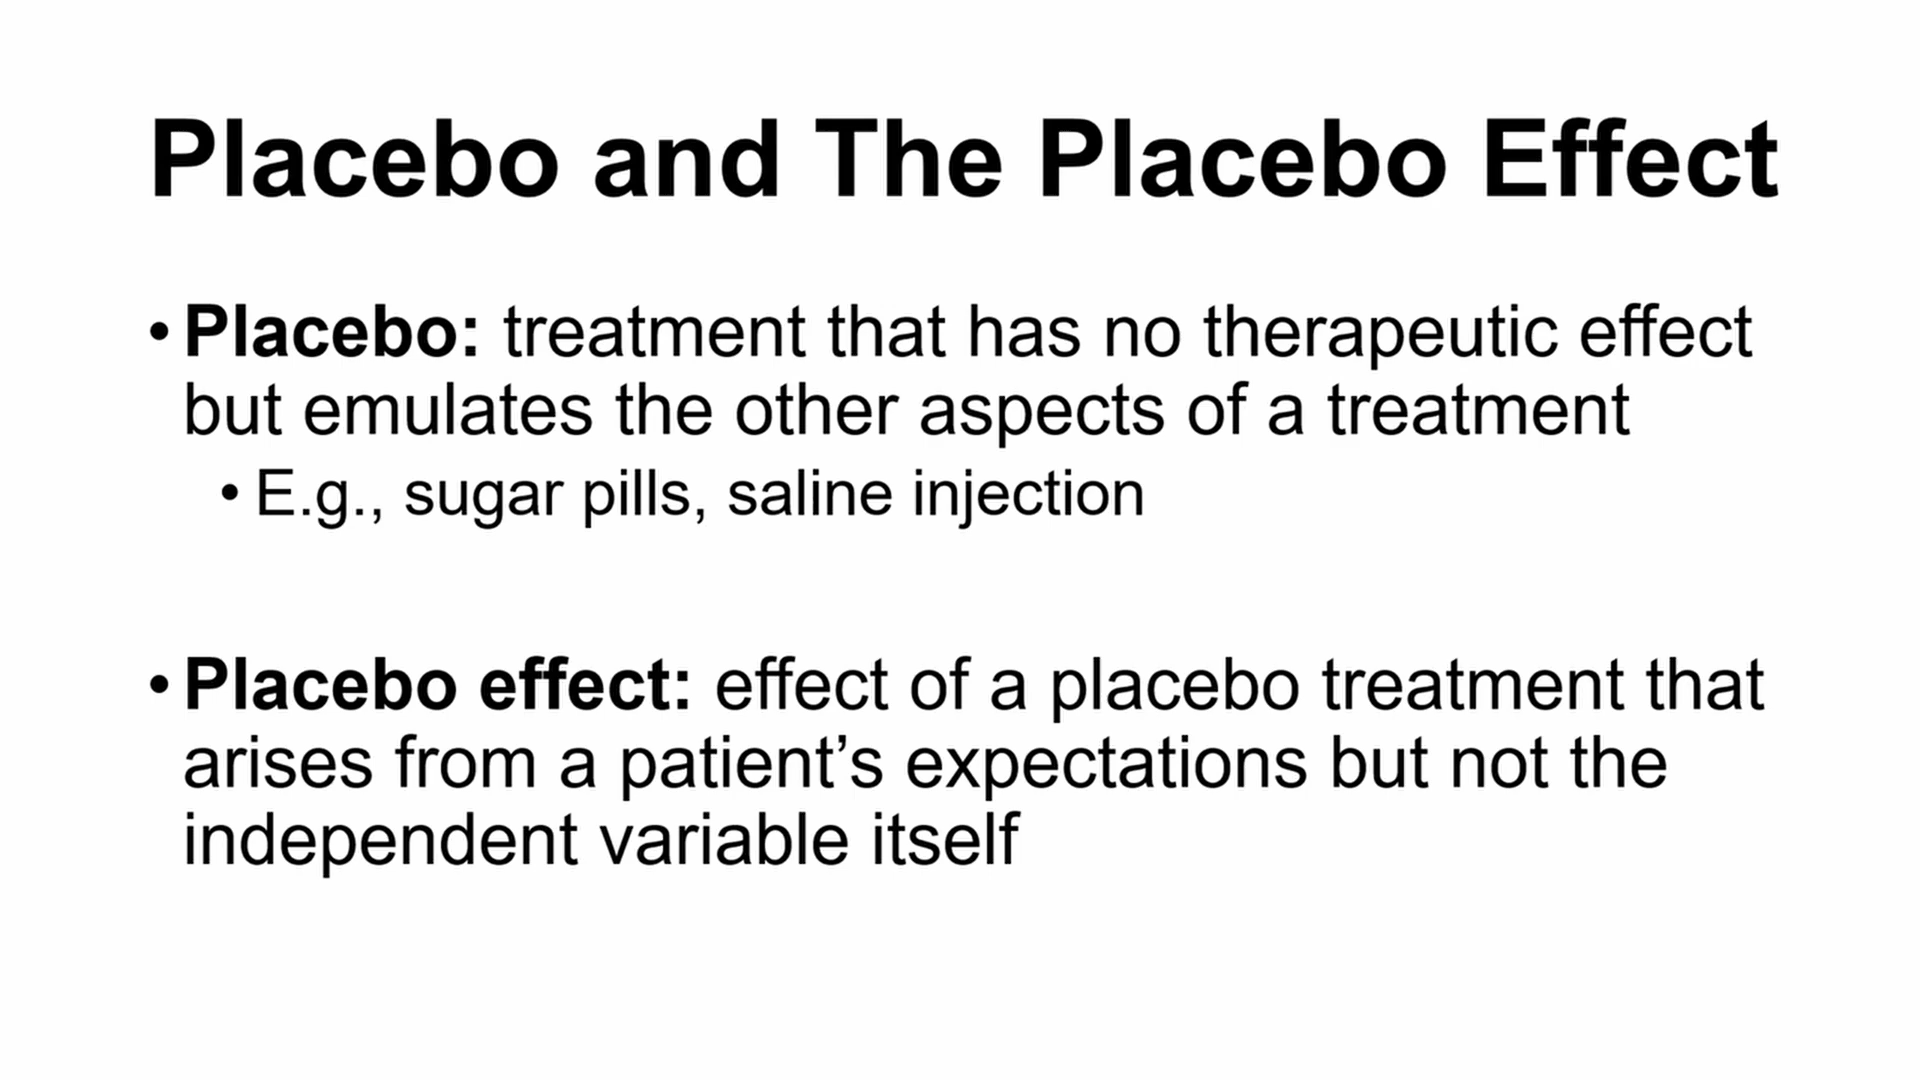 Placebo and The Placebo Effect
• Placebo: treatment that has no therapeutic effect
but emulates the other aspects of a treatment
• E.g., sugar pills, saline injection
• Placebo effect: effect of a placebo treatment that
arises from a patient’s expectations but not the
independent variable itself